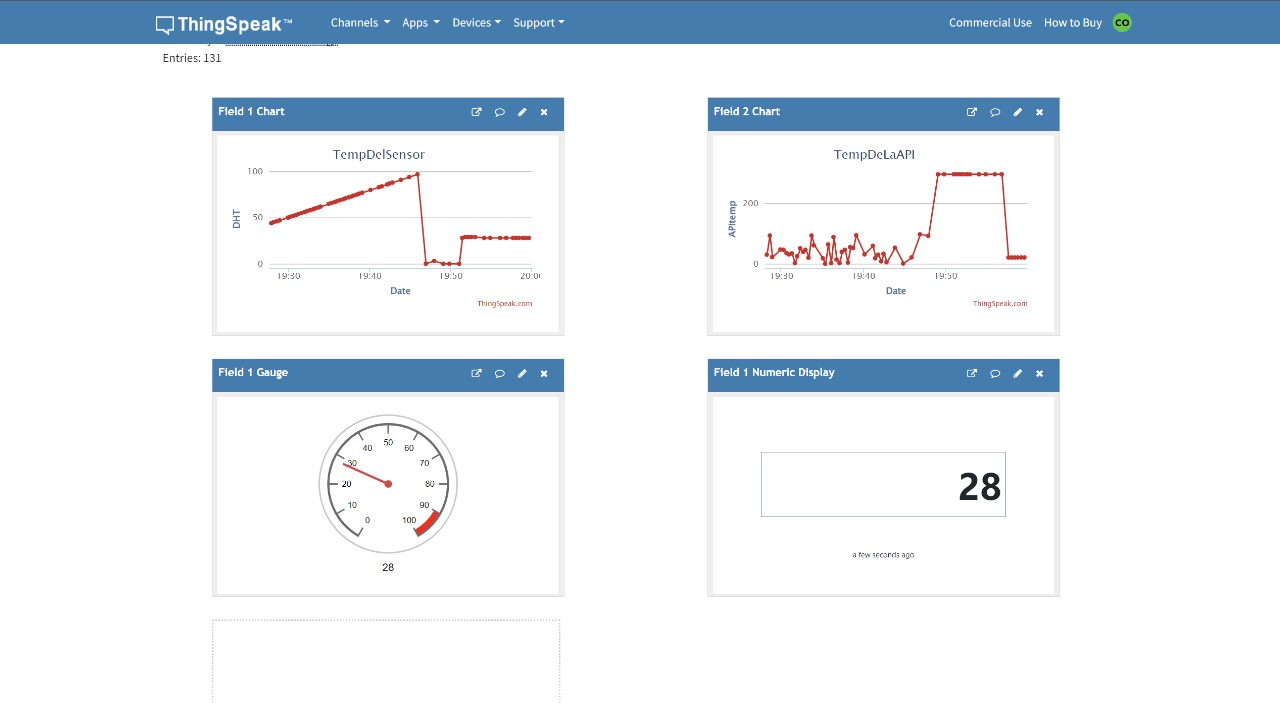 ThingSpeak™ Channels Apps Devices Support Commercial Use How to Buy CO
Entries: 131
Field 1 Chart
TempDelSensor
100
50
0
DHT
19:30 19:40 19:50 20:00
Date
ThingSpeak.com
Field 2 Chart
TempDeLaAPI
200
0
APItemp
19:30 19:40 19:50
Date
ThingSpeak.com
Field 1 Gauge
0 10 20 30 40 50 60 70 80 90 100
28
Field 1 Numeric Display
28
a few seconds ago